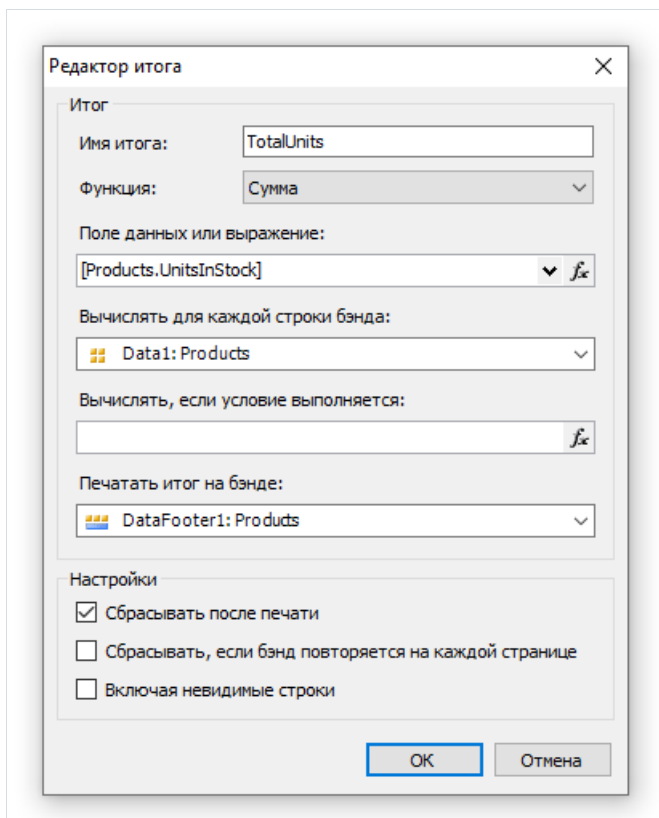 Редактор итога
Итог
Имя итога: TotalUnits
Функция: Сумма
Поле данных или выражение:
[Products.UnitsInStock]
Вычислять для каждой строки бэнда:
Data1: Products
Вычислять, если условие выполняется:
Печатать итог на бэнде:
DataFooter1: Products
Настройки
Сбрасывать после печати
Сбрасывать, если бэнд повторяется на каждой странице
Включая невидимые строки
ОК Отмена